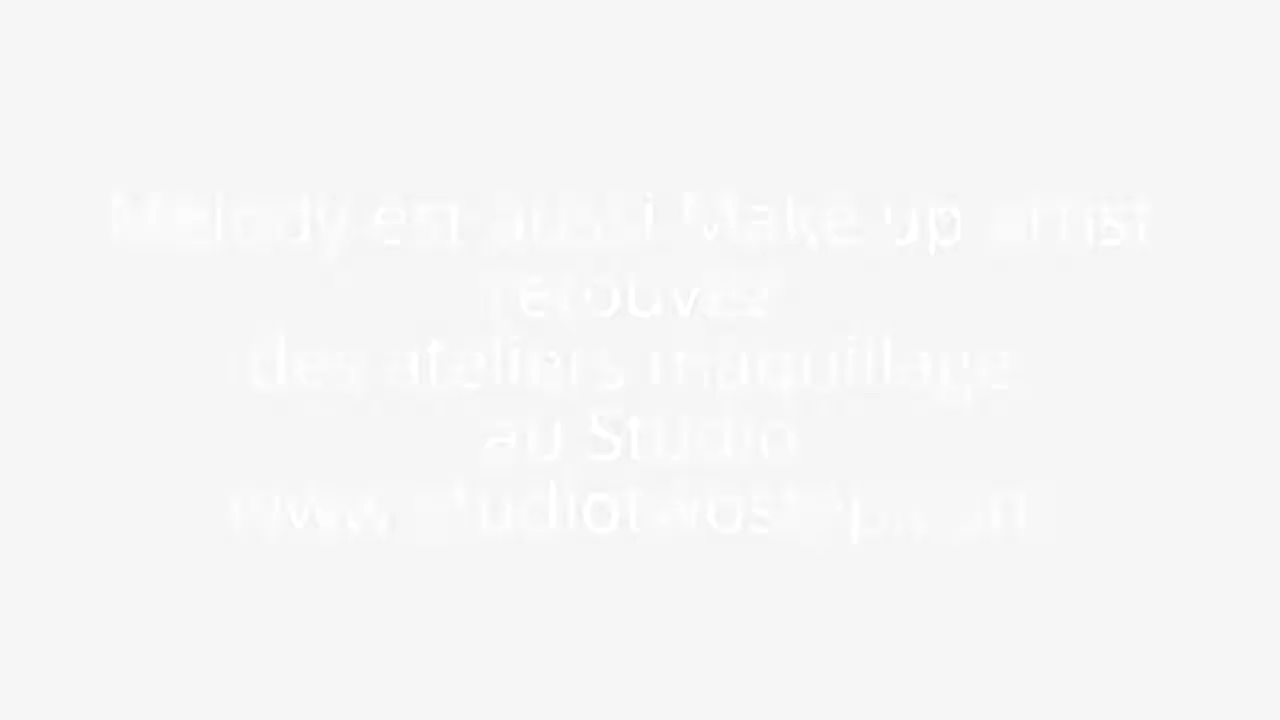 Melody est aussi Make up artist
retrouvez
des ateliers maquillage
au Studio